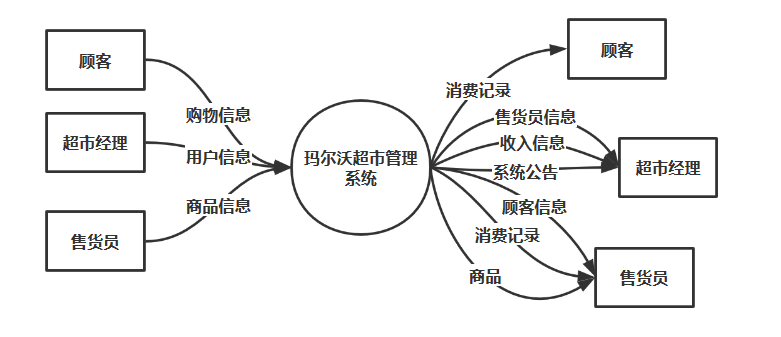 顾客
超市经理
售货员
购物信息
用户信息
商品信息
玛尔沃超市管理
系统
消费记录
售货员信息
收入信息
系统公告
顾客信息
消费记录
商品
顾客
超市经理
售货员